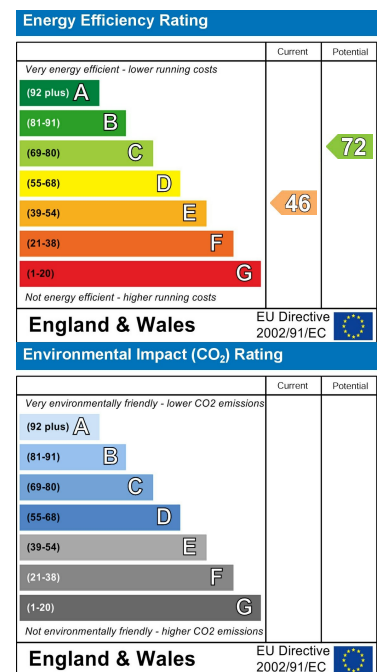 Energy Efficiency Rating
Current Potential
Very energy efficient - lower running costs
(92 plus) A
(81-91) B
(69-80) C
72
(55-68) D
(39-54) E
46
(21-38) F
(1-20) G
Not energy efficient - higher running costs
England & Wales
EU Directive
2002/91/EC
Environmental Impact (CO₂) Rating
Current Potential
Very environmentally friendly - lower CO2 emissions
(92 plus) A
(81-91) B
(69-80) C
(55-68) D
(39-54) E
(21-38) F
(1-20) G
Not environmentally friendly - higher CO2 emissions
England & Wales
EU Directive
2002/91/EC